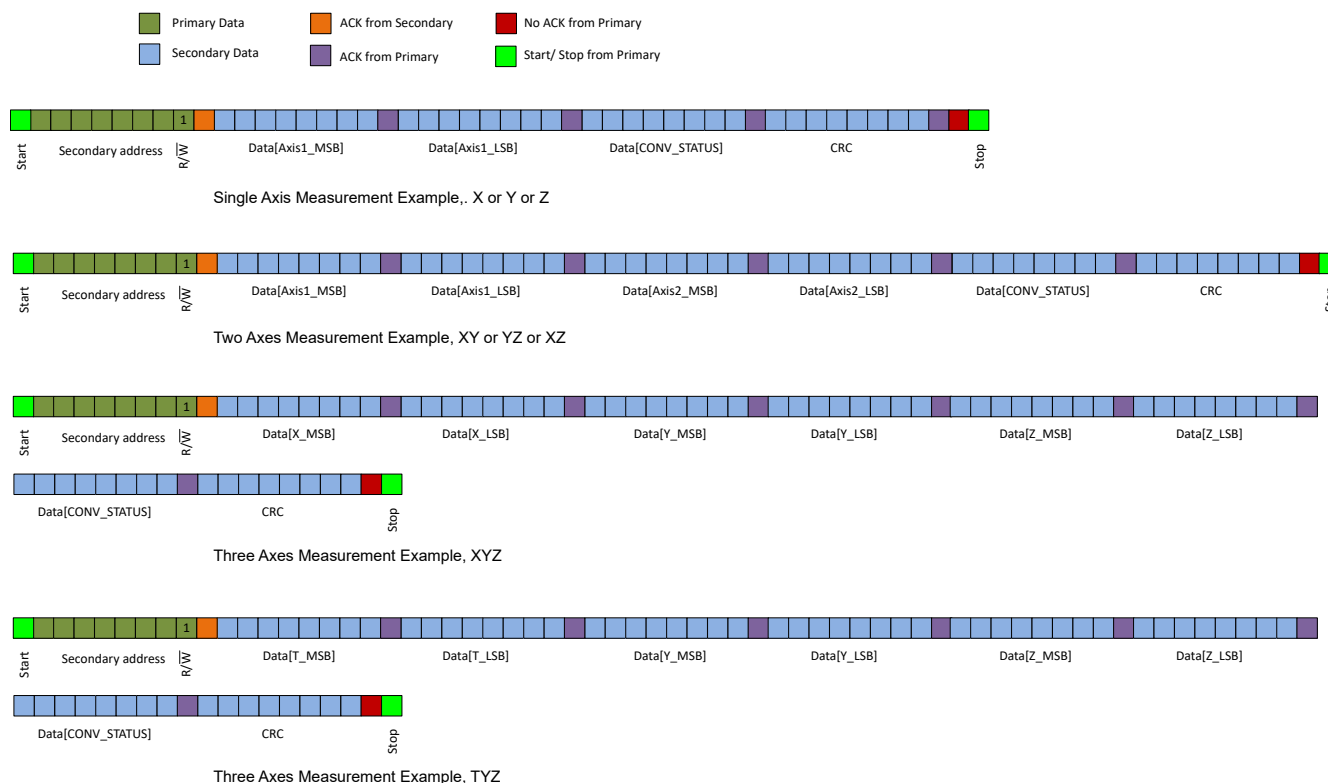 Primary Data
ACK from Secondary
No ACK from Primary
Secondary Data
ACK from Primary
Start/ Stop from Primary
1
Start
Secondary address
R/W
Data[Axis1_MSB]
Data[Axis1_LSB]
Data[CONV_STATUS]
CRC
Stop
Single Axis Measurement Example,. X or Y or Z
1
Start
Secondary address
R/W
Data[Axis1_MSB]
Data[Axis1_LSB]
Data[Axis2_MSB]
Data[Axis2_LSB]
Data[CONV_STATUS]
CRC
Stop
Two Axes Measurement Example, XY or YZ or XZ
1
Start
Secondary address
R/W
Data[X_MSB]
Data[X_LSB]
Data[Y_MSB]
Data[Y_LSB]
Data[Z_MSB]
Data[Z_LSB]
Data[CONV_STATUS]
CRC
Stop
Three Axes Measurement Example, XYZ
1
Start
Secondary address
R/W
Data[T_MSB]
Data[T_LSB]
Data[Y_MSB]
Data[Y_LSB]
Data[Z_MSB]
Data[Z_LSB]
Data[CONV_STATUS]
CRC
Stop
Three Axes Measurement Example, TYZ